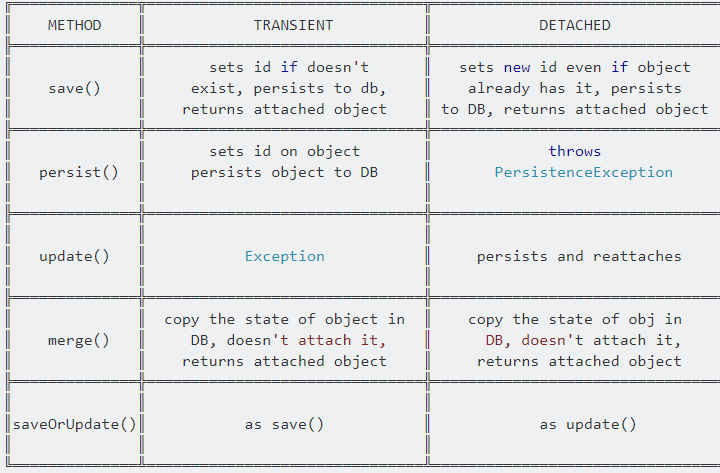 METHOD TRANSIENT DETACHED
sets id if doesn't sets new id even if object
save() exist, persists to db, already has it, persists
returns attached object to DB, returns attached object
sets id on object throws
persist() persists object to DB PersistenceException
update() Exception persists and reattaches
copy the state of object in copy the state of obj in
merge() DB, doesn't attach it, DB, doesn't attach it,
returns attached object returns attached object
saveOrUpdate() as save() as update()